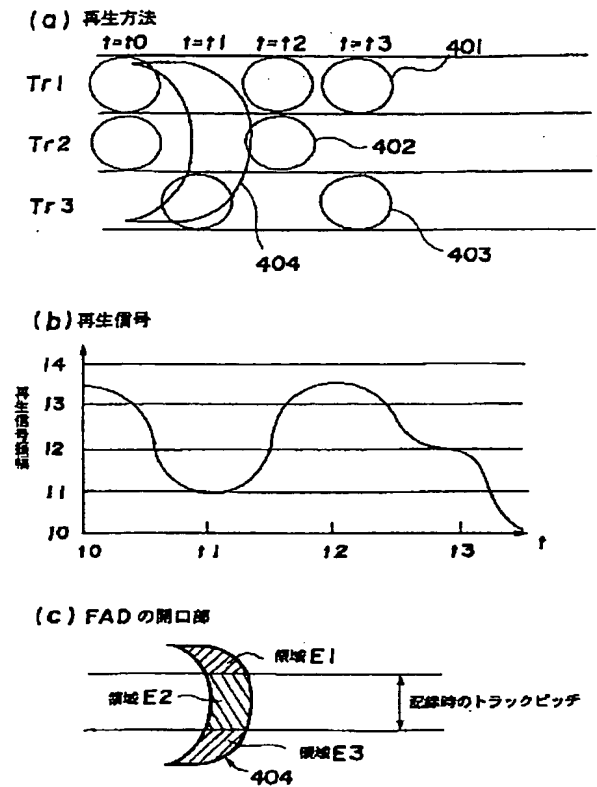 (a) 再生方法
t=t0 t=t1 t=t2 t=t3 401
Tr1
Tr2
402
Tr3
403
404
(b) 再生信号
再生信号振幅
14
13
12
11
10
t0 t1 t2 t3 t
(c) FADの開口部
領域E1
領域E2
記録時のトラックピッチ
領域E3
404